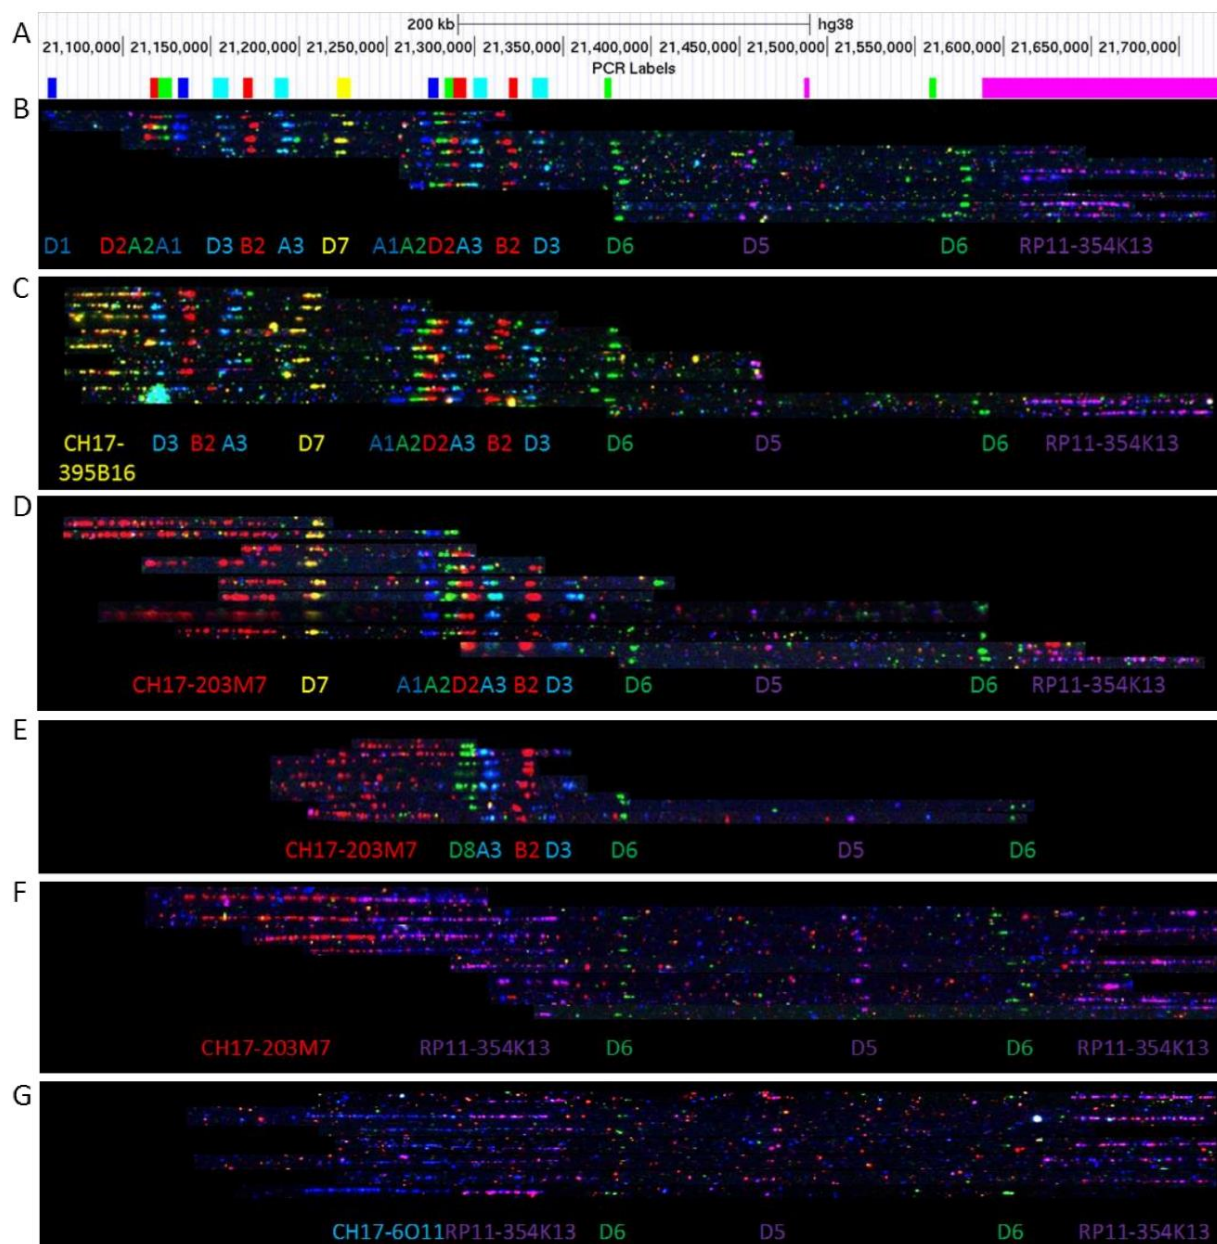 A
200 kb hg38
21,100,000 21,150,000 21,200,000 21,250,000 21,300,000 21,350,000 21,400,000 21,450,000 21,500,000 21,550,000 21,600,000 21,650,000 21,700,000
PCR Labels
B
D1 D2A2A1 D3 B2 A3 D7 A1A2D2A3 B2 D3 D6 D5 D6 RP11-354K13
C
CH17- D3 B2 A3 D7 A1A2D2A3 B2 D3 D6 D5 D6 RP11-354K13
395B16
D
CH17-203M7 D7 A1A2D2A3 B2 D3 D6 D5 D6 RP11-354K13
E
CH17-203M7 D8A3 B2 D3 D6 D5 D6
F
CH17-203M7 RP11-354K13 D6 D5 D6 RP11-354K13
G
CH17-6O11RP11-354K13 D6 D5 D6 RP11-354K13